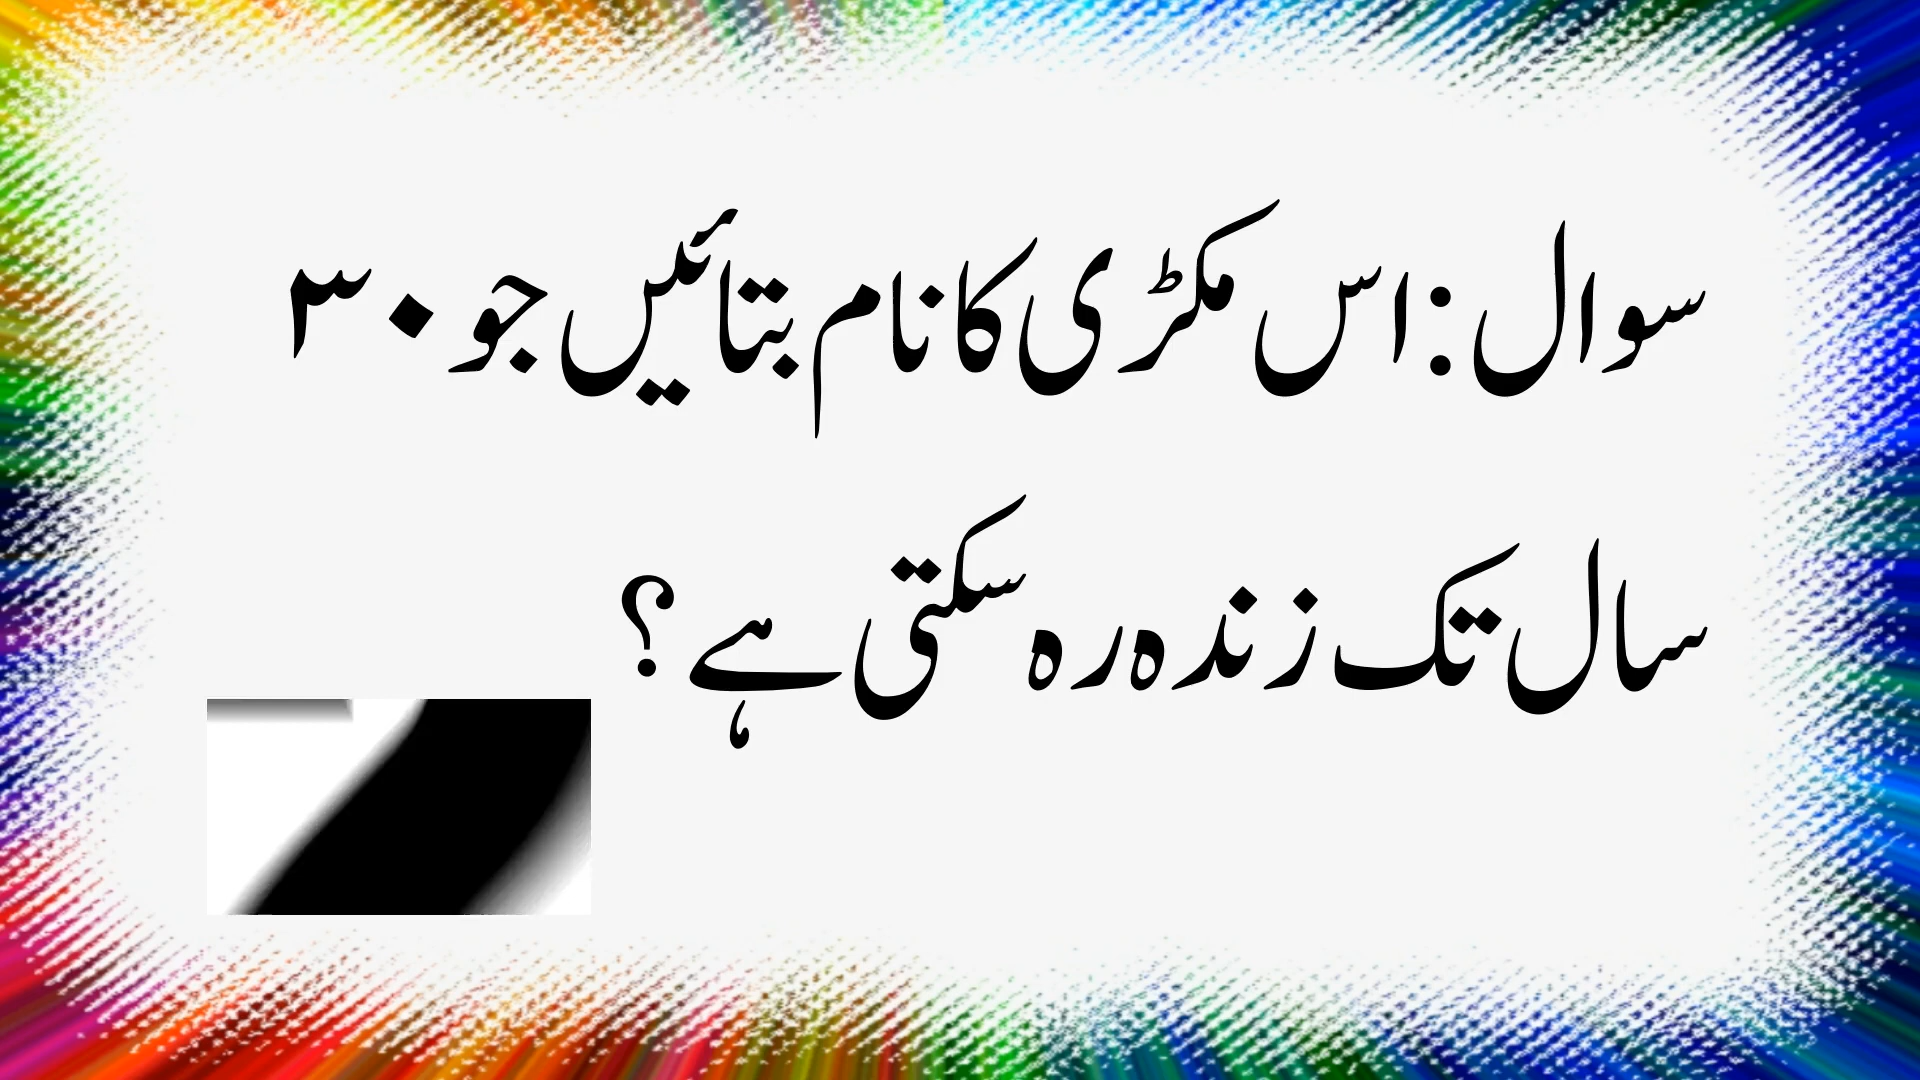 سوال: اس مکڑی کا نام بتائیں جو ۳۰
سال تک زندہ رہ سکتی ہے؟